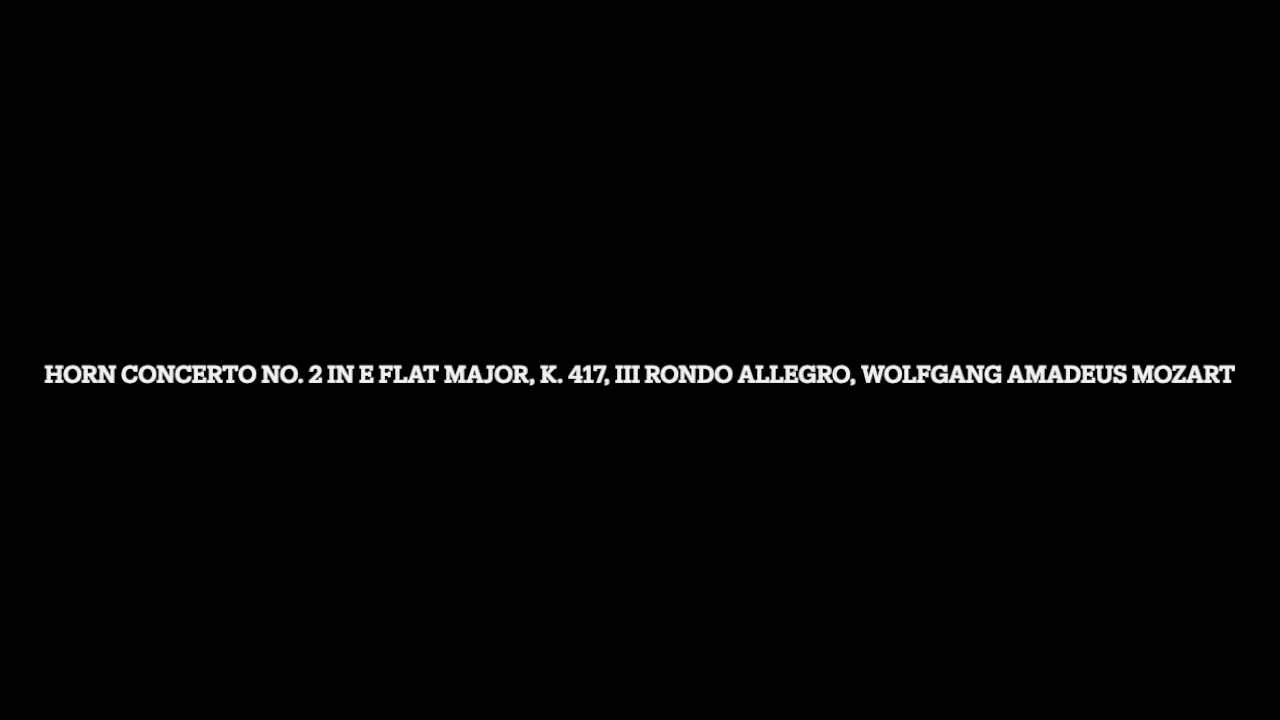 HORN CONCERTO NO. 2 IN E FLAT MAJOR, K. 417, III RONDO ALLEGRO, WOLFGANG AMADEUS MOZART